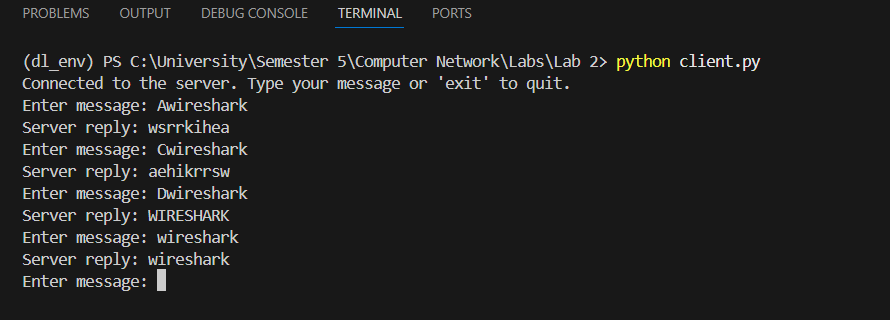 PROBLEMS OUTPUT DEBUG CONSOLE TERMINAL PORTS
(dl_env) PS C:\University\Semester 5\Computer Network\Labs\Lab 2> python client.py
Connected to the server. Type your message or 'exit' to quit.
Enter message: Awireshark
Server reply: wsrrkihea
Enter message: Cwireshark
Server reply: aehikrrsw
Enter message: Dwireshark
Server reply: WIRESHARK
Enter message: wireshark
Server reply: wireshark
Enter message: